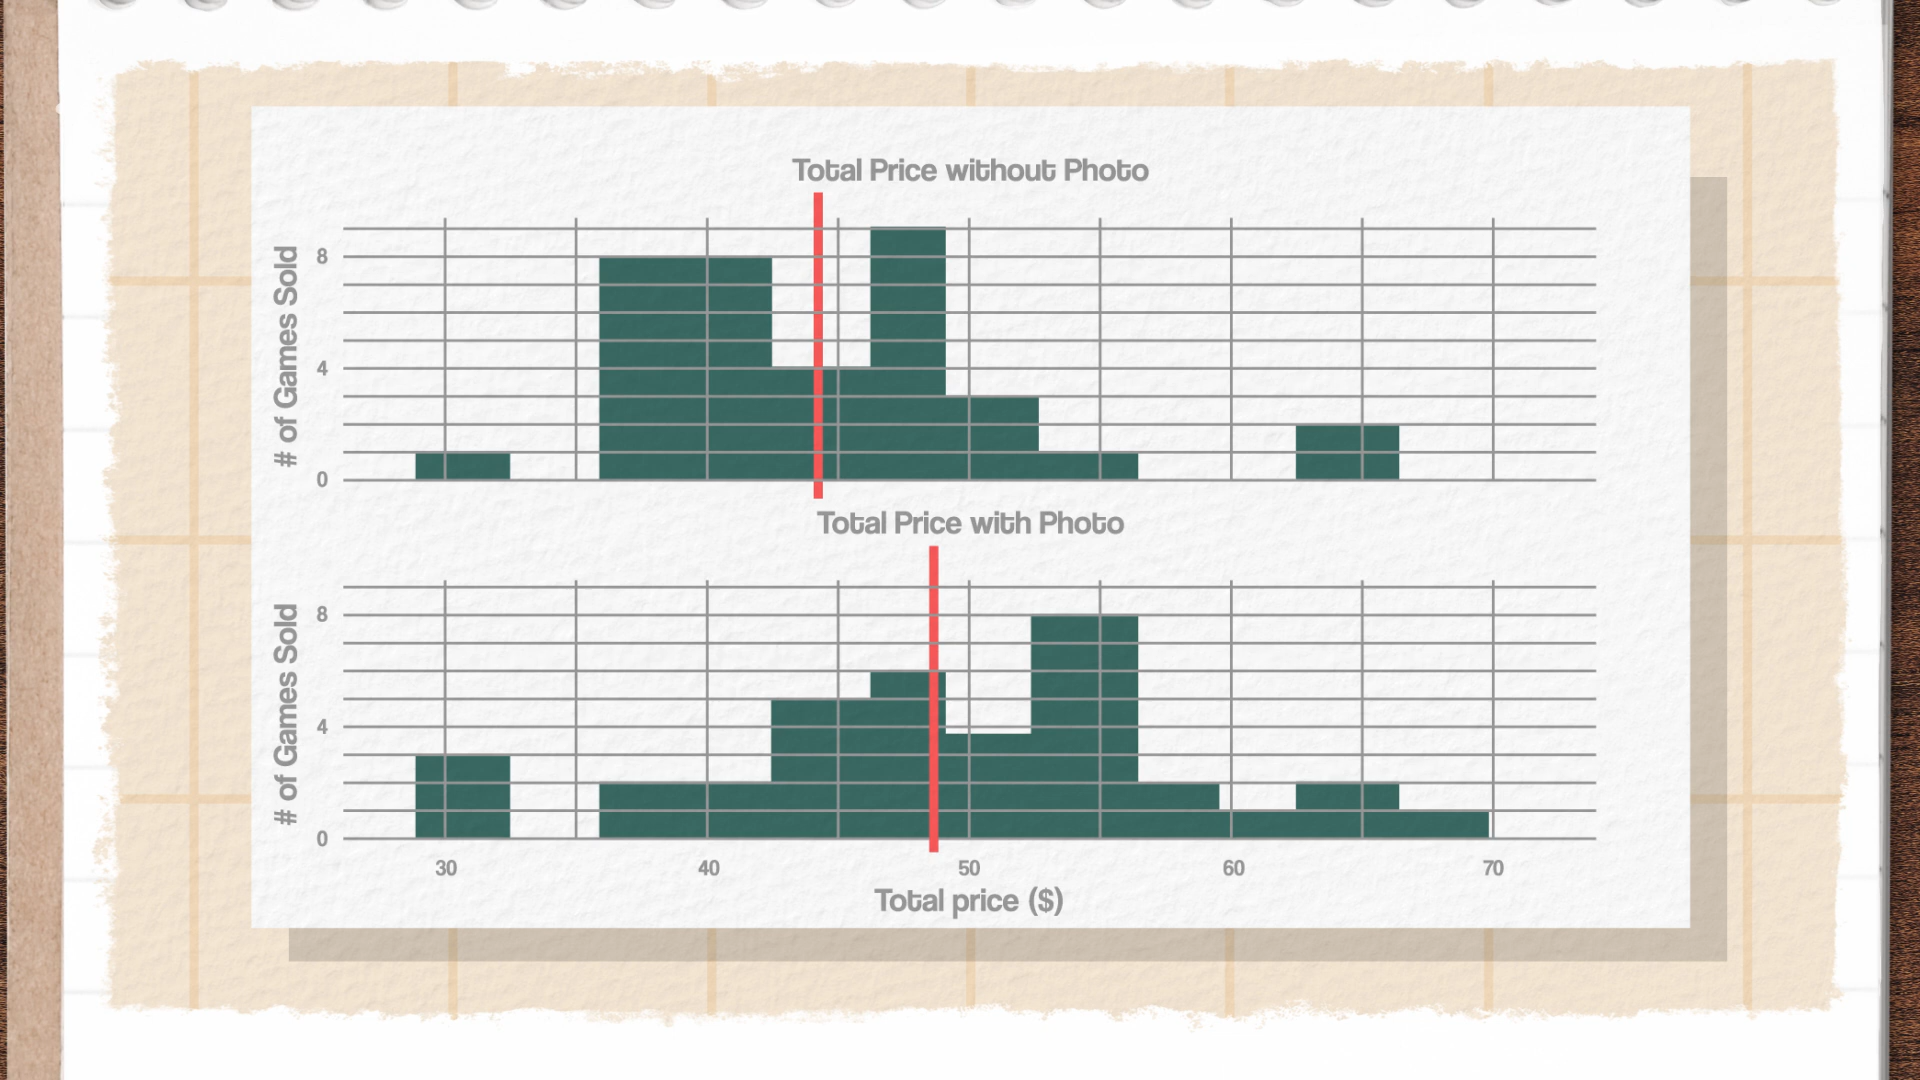 Total Price without Photo
# of Games Sold
8
4
0
Total Price with Photo
# of Games Sold
8
4
0
30 40 50 60 70
Total price ($)